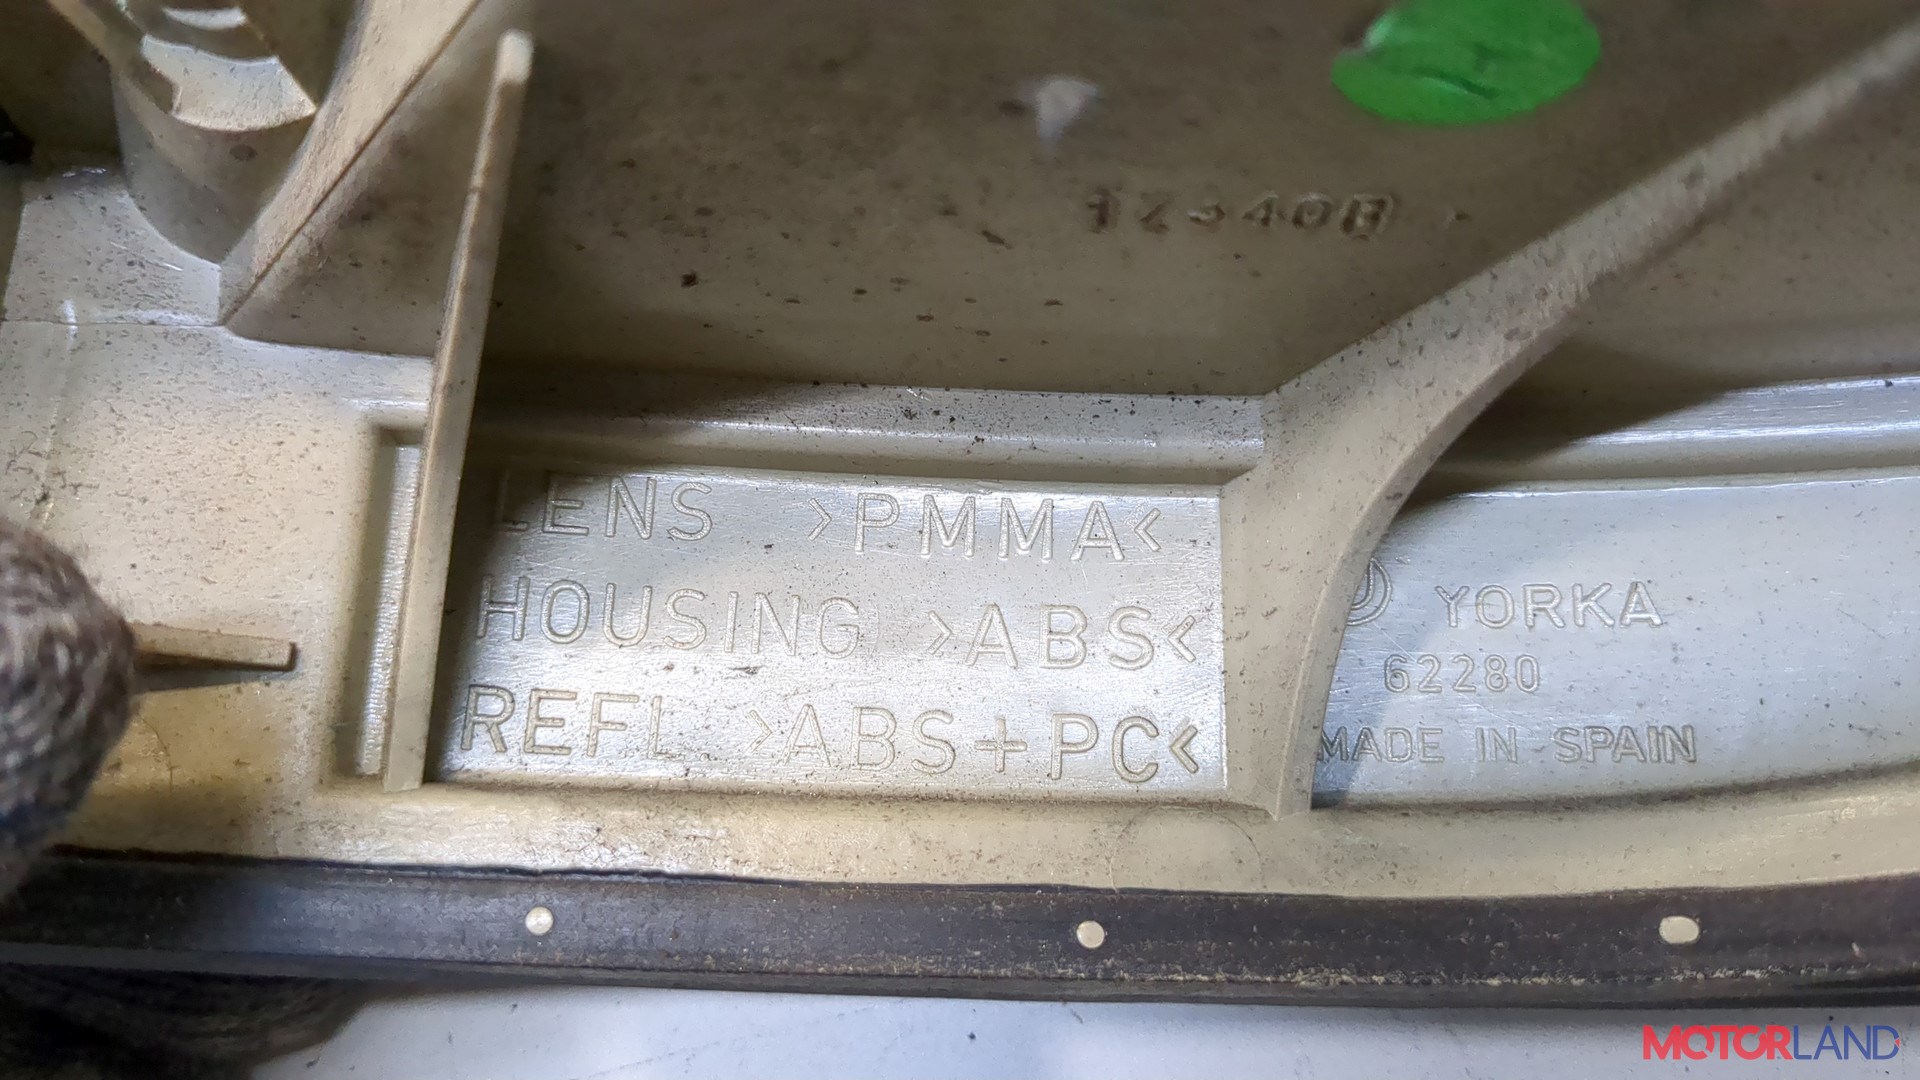 LENS >PMMA<
HOUSING >ABS<
REFL >ABS+PC<
YORKA
62280
MADE IN SPAIN
MOTORLAND